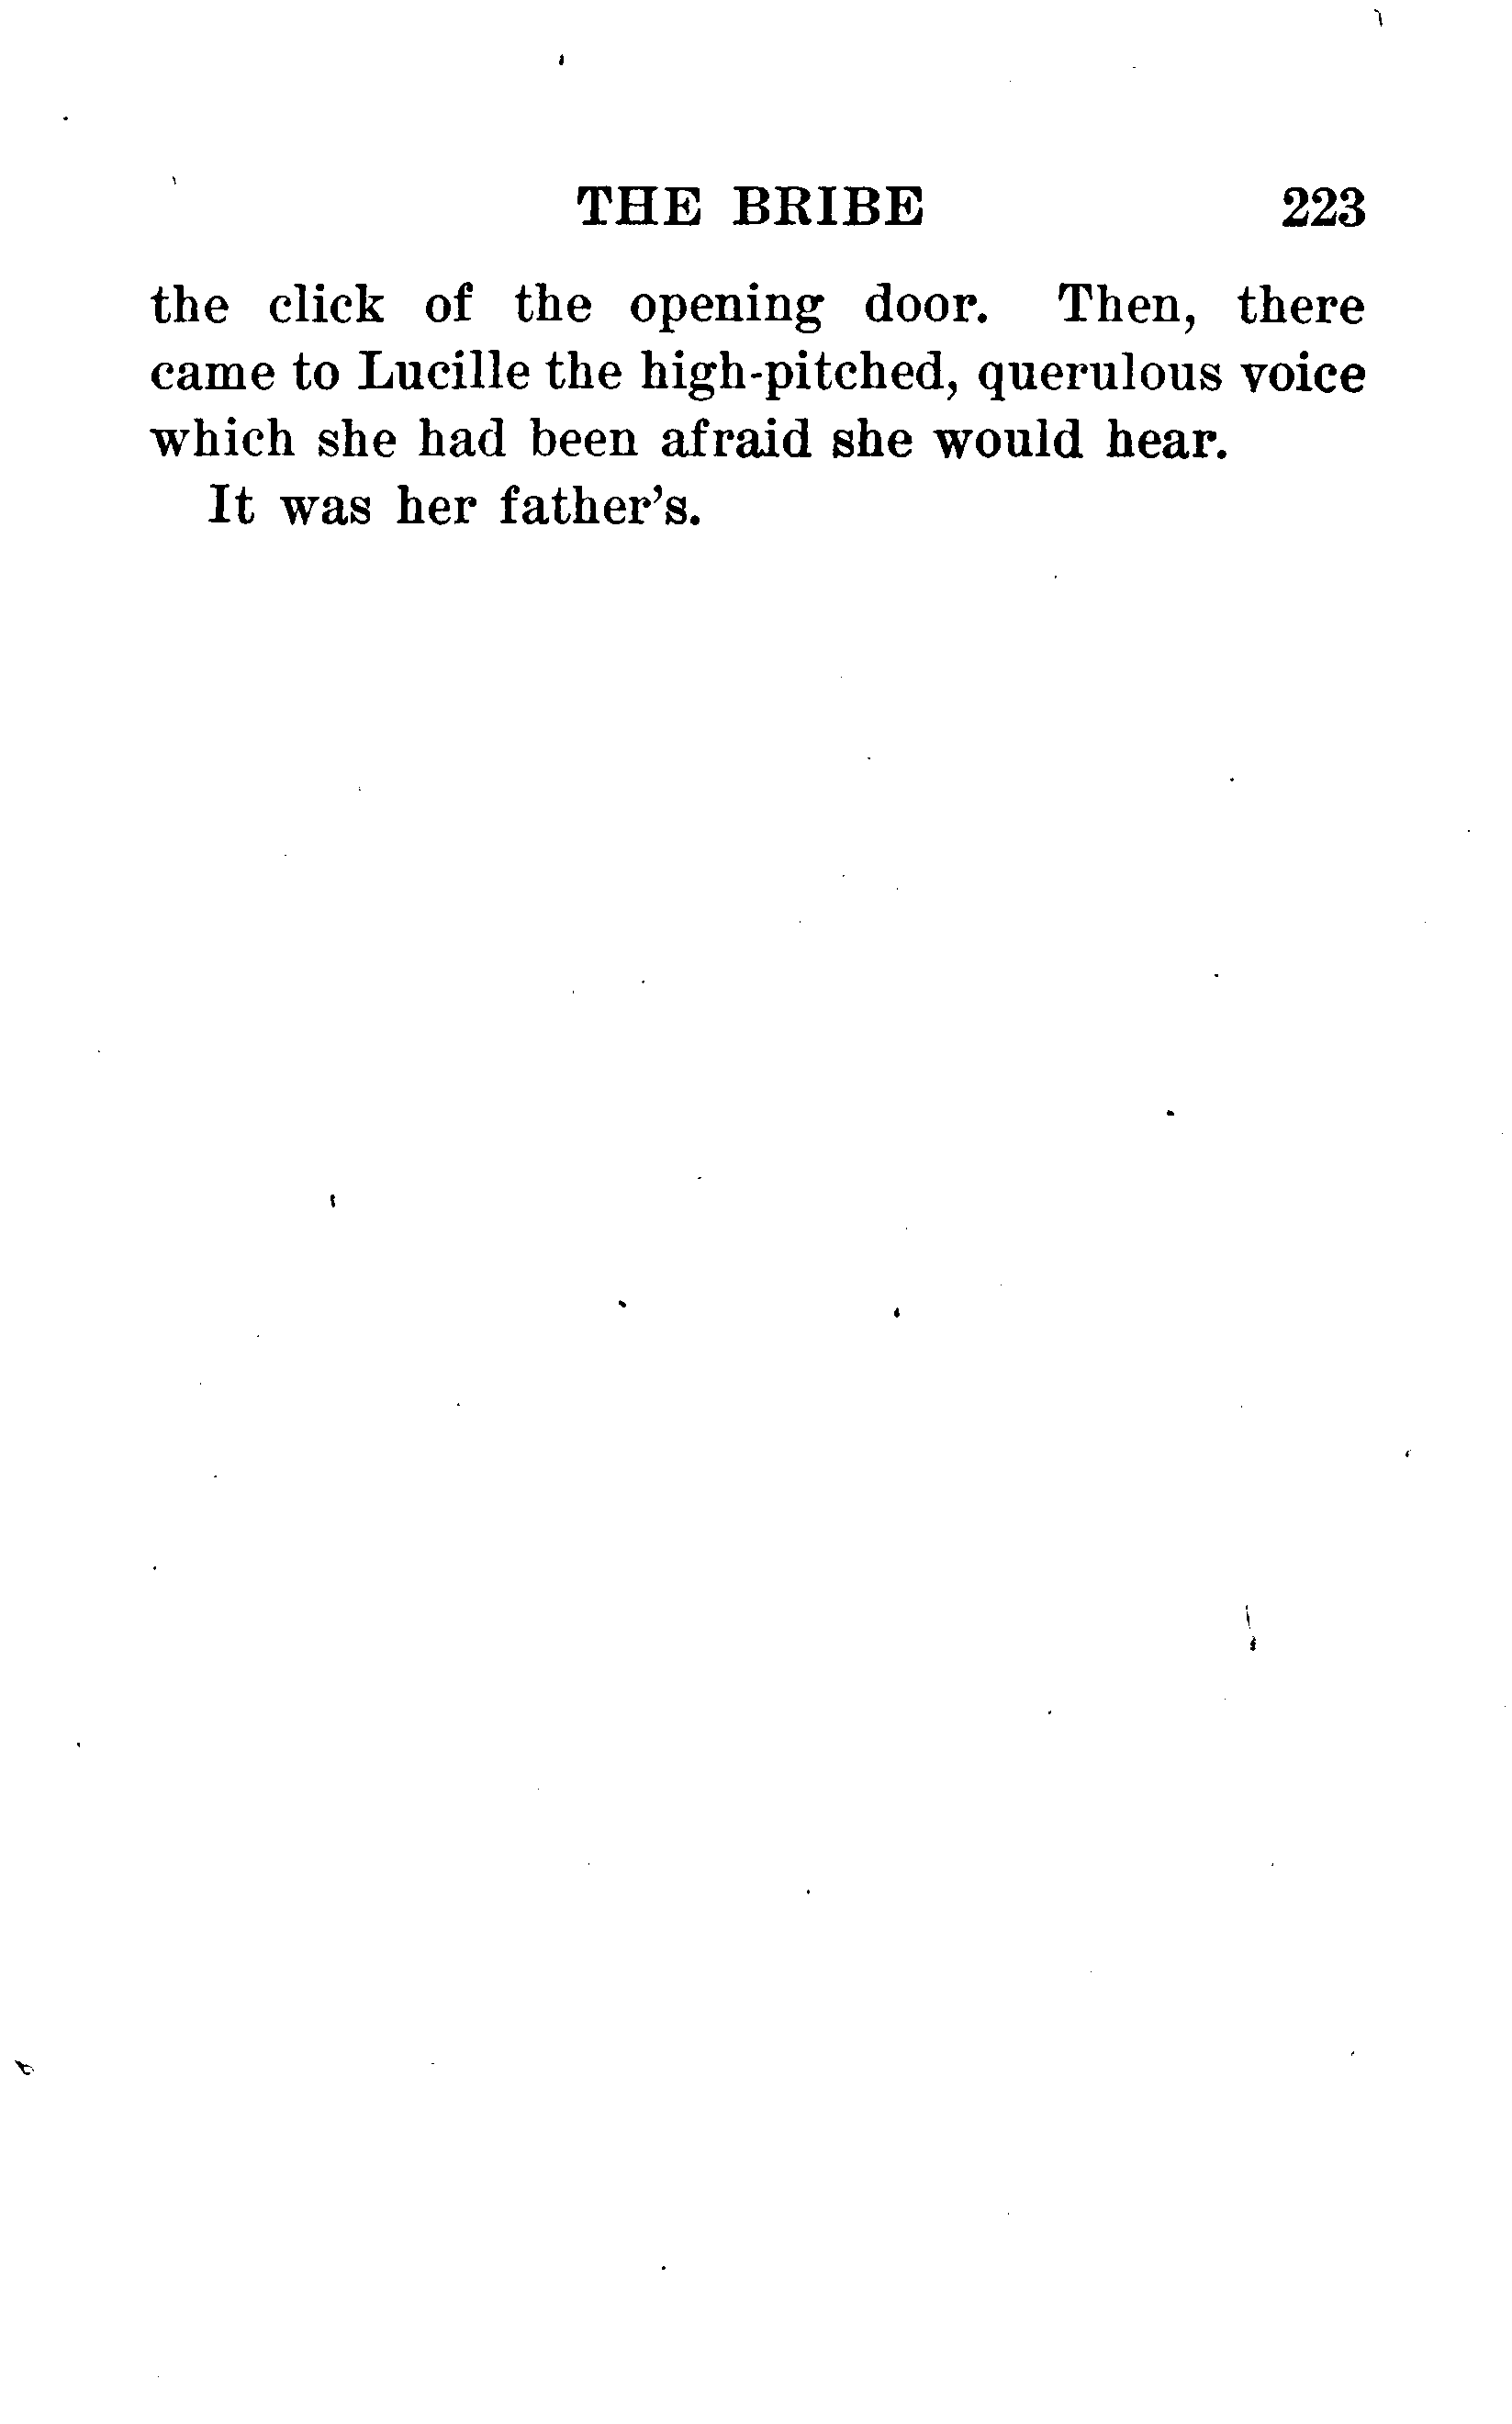 THE BRIBE 223
the click of the opening door. Then, there
came to Lucille the high-pitched, querulous voice
which she had been afraid she would hear.
It was her father's.